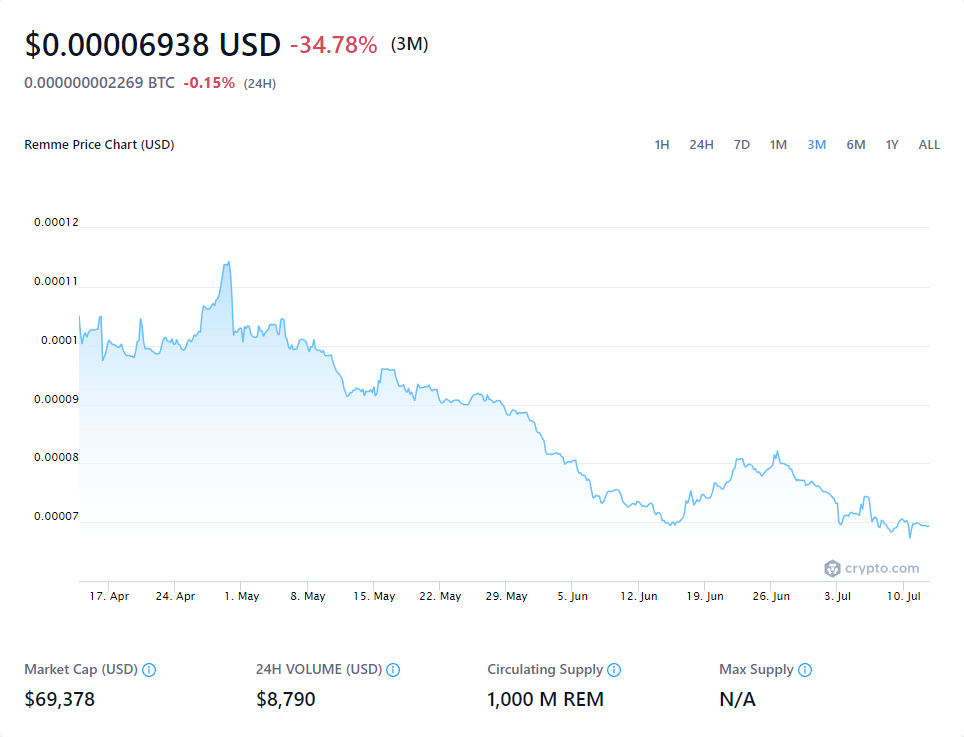 $0.00006938 USD -34.78% (3M)
0.000000002269 BTC -0.15% (24H)
Remme Price Chart (USD) 1H 24H 7D 1M 3M 6M 1Y ALL
0.00012
0.00011
0.0001
0.00009
0.00008
0.00007
crypto.com
17. Apr 24. Apr 1. May 8. May 15. May 22. May 29. May 5. Jun 12. Jun 19. Jun 26. Jun 3. Jul 10. Jul
Market Cap (USD) 24H VOLUME (USD) Circulating Supply Max Supply
$69,378 $8,790 1,000 M REM N/A